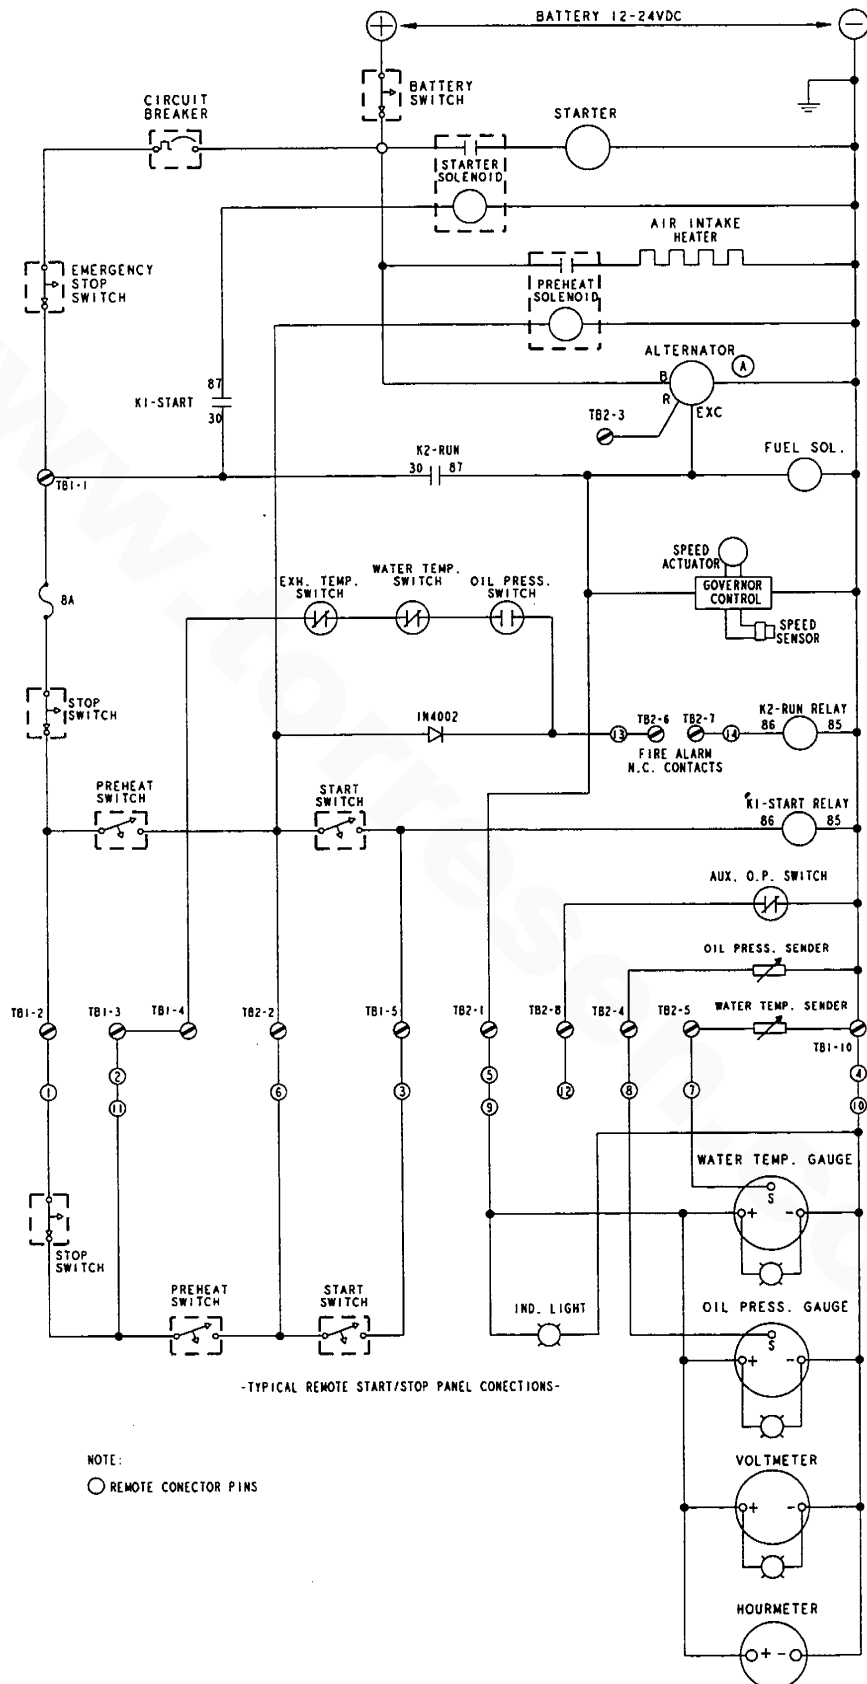 BATTERY 12-24VDC
+
-
BATTERY
SWITCH
CIRCUIT
BREAKER
STARTER
STARTER
SOLENOID
AIR INTAKE
HEATER
EMERGENCY
STOP
SWITCH
PREHEAT
SOLENOID
ALTERNATOR
A
B
R
EXC
TB2-3
87
K1-START
30
K2-RUN
30 87
FUEL SOL.
TB1-1
SPEED
ACTUATOR
GOVERNOR
CONTROL
SPEED
SENSOR
8A
EXH. TEMP.
SWITCH
WATER TEMP.
SWITCH
OIL PRESS.
SWITCH
STOP
SWITCH
1N4002
13
TB2-6
TB2-7
14
K2-RUN RELAY
86 85
FIRE ALARM
N.C. CONTACTS
PREHEAT
SWITCH
START
SWITCH
K1-START RELAY
86 85
AUX. O.P. SWITCH
OIL PRESS. SENDER
WATER TEMP. SENDER
TB1-2
TB1-3
TB1-4
TB2-2
TB1-5
TB2-1
TB2-8
TB2-4
TB2-5
TB1-10
1
2
11
6
3
5
9
12
8
7
4
10
WATER TEMP. GAUGE
S
+ -
STOP
SWITCH
PREHEAT
SWITCH
START
SWITCH
IND. LIGHT
OIL PRESS. GAUGE
S
+ -
-TYPICAL REMOTE START/STOP PANEL CONECTIONS-
NOTE:
REMOTE CONECTOR PINS
VOLTMETER
+ -
HOURMETER
+ -
www.torresen.co